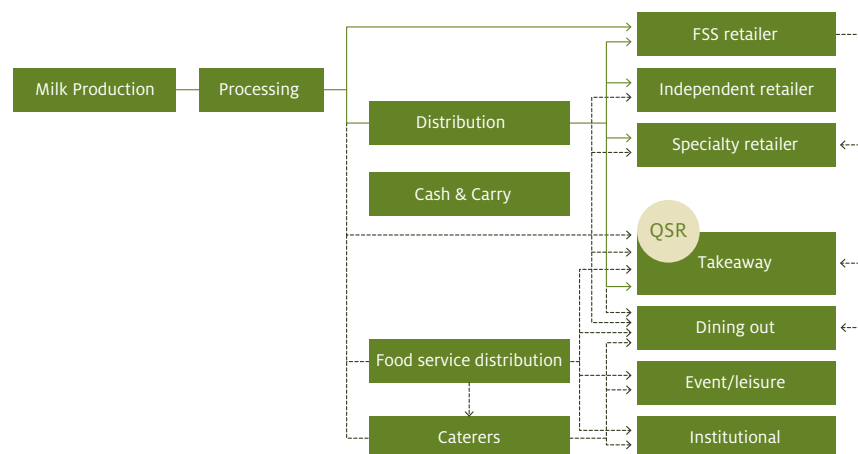 FSS retailer
Milk Production
Processing
Independent retailer
Distribution
Specialty retailer
Cash & Carry
QSR
Takeaway
Dining out
Food service distribution
Event/leisure
Caterers
Institutional